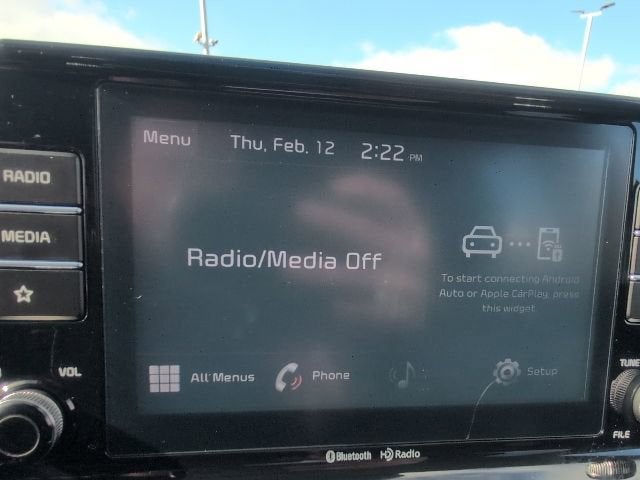 Menu Thu, Feb. 12 2:22 PM
RADIO
MEDIA
Radio/Media Off
To start connecting Android
Auto or Apple CarPlay, press
this widget.
VOL
All Menus Phone Setup
TUNE
FILE
Bluetooth HD Radio